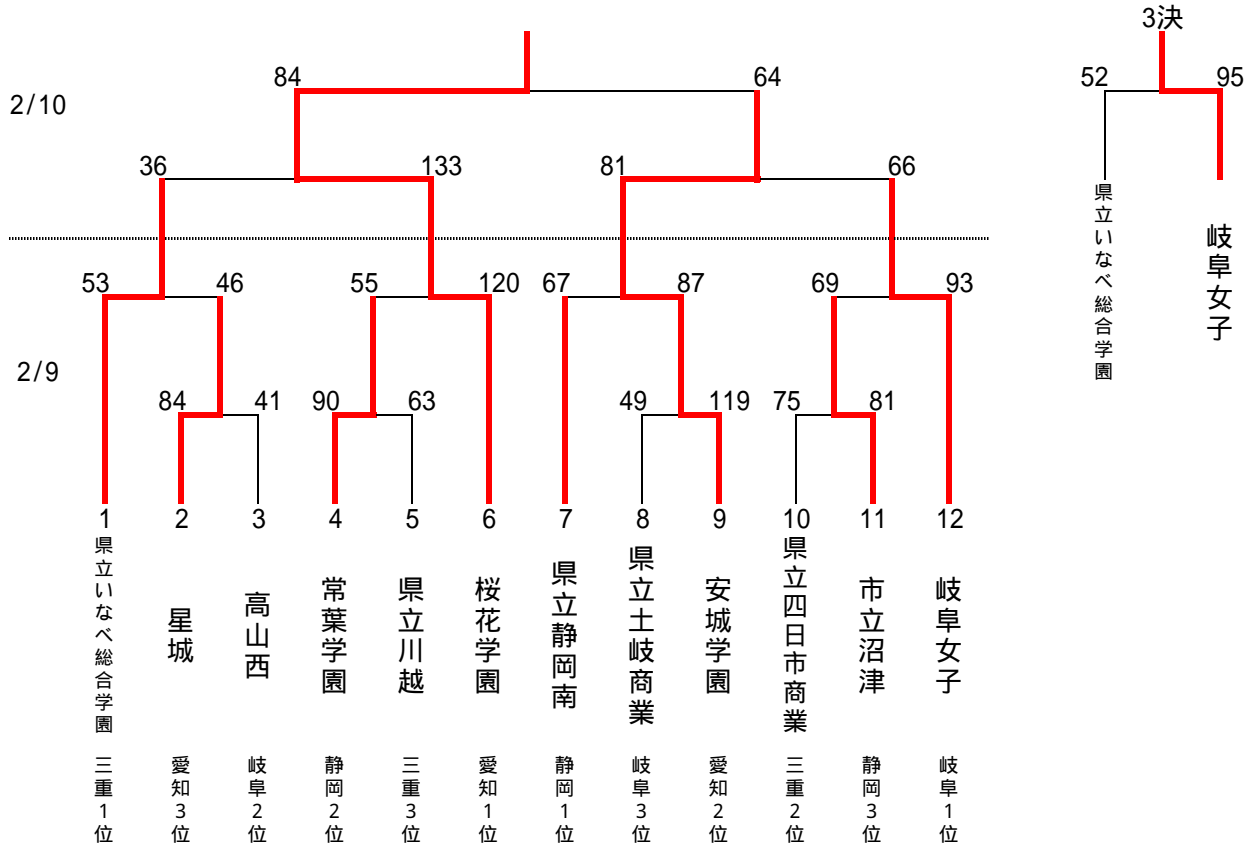 3決
84
64
52
95
2/10
36
133
81
66
県立いなべ総合学園
岐阜女子
53
46
55
120
67
87
69
93
2/9
84
41
90
63
49
119
75
81
1
2
3
4
5
6
7
8
9
10
11
12
県立いなべ総合学園
星城
高山西
常葉学園
県立川越
桜花学園
県立静岡南
県立土岐商業
安城学園
県立四日市商業
市立沼津
岐阜女子
三重1位
愛知3位
岐阜2位
静岡2位
三重3位
愛知1位
静岡1位
岐阜3位
愛知2位
三重2位
静岡3位
岐阜1位